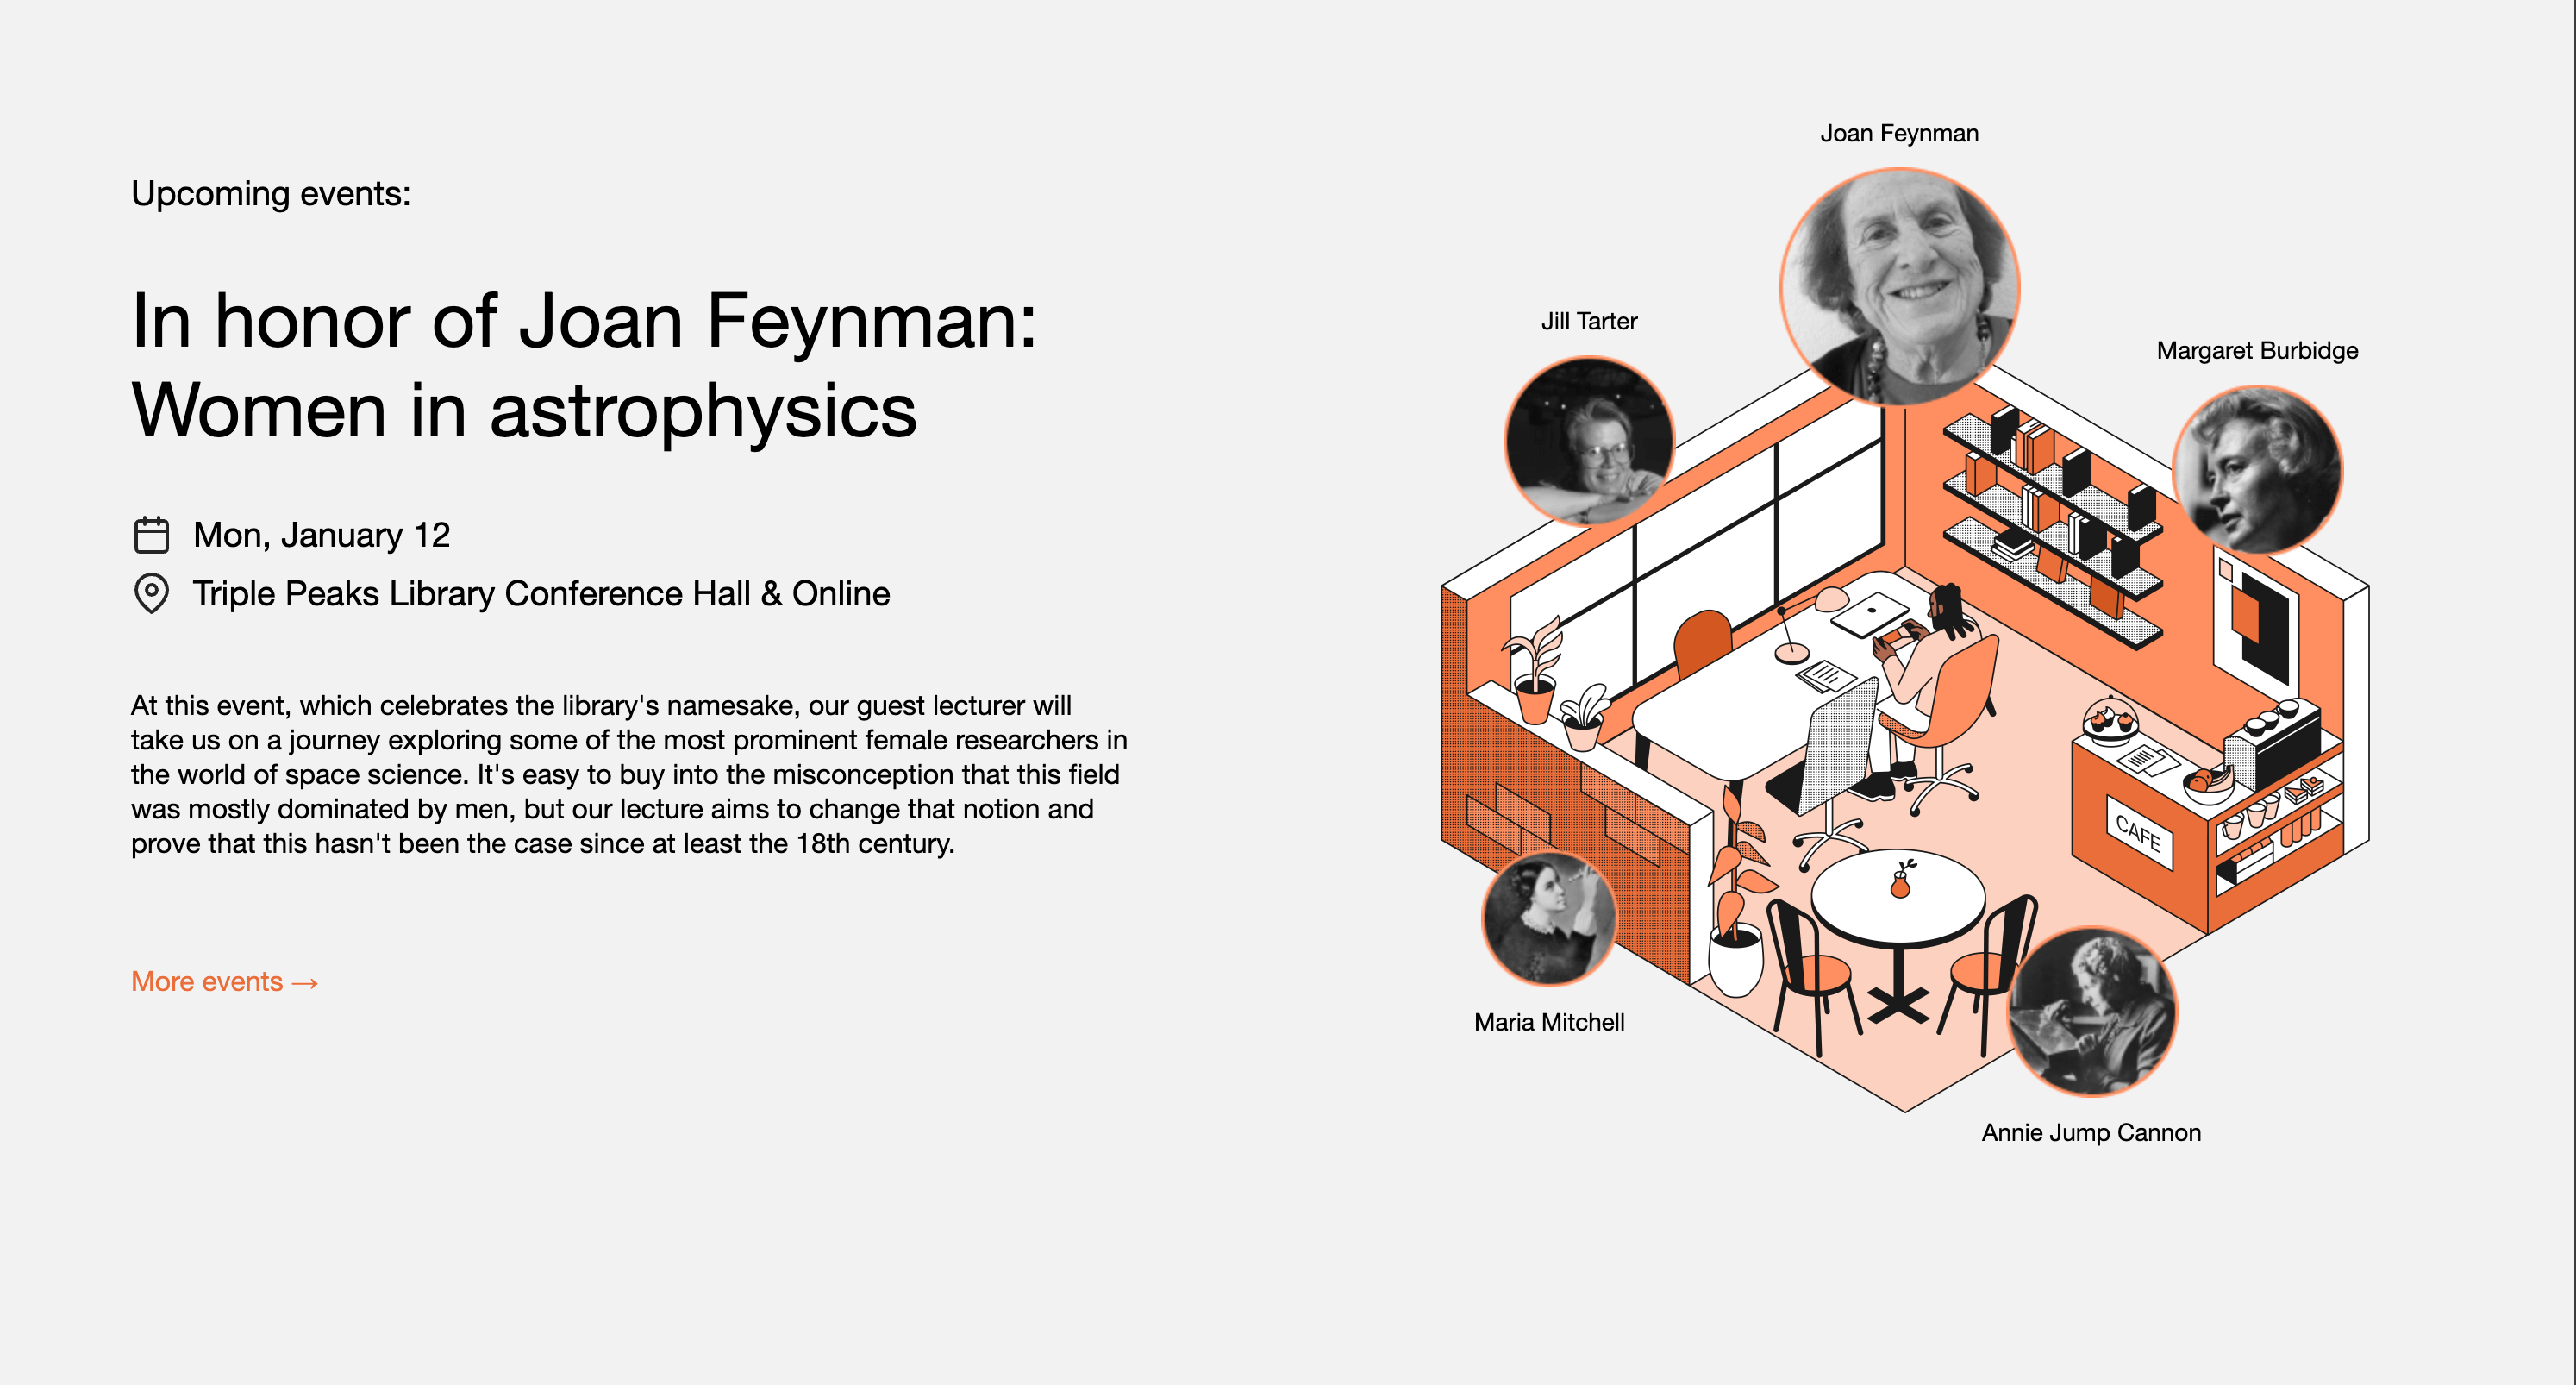 Upcoming events:
In honor of Joan Feynman:
Women in astrophysics
Mon, January 12
Triple Peaks Library Conference Hall & Online
At this event, which celebrates the library's namesake, our guest lecturer will
take us on a journey exploring some of the most prominent female researchers in
the world of space science. It's easy to buy into the misconception that this field
was mostly dominated by men, but our lecture aims to change that notion and
prove that this hasn't been the case since at least the 18th century.
More events →
Joan Feynman
Jill Tarter
Margaret Burbidge
CAFE
Maria Mitchell
Annie Jump Cannon